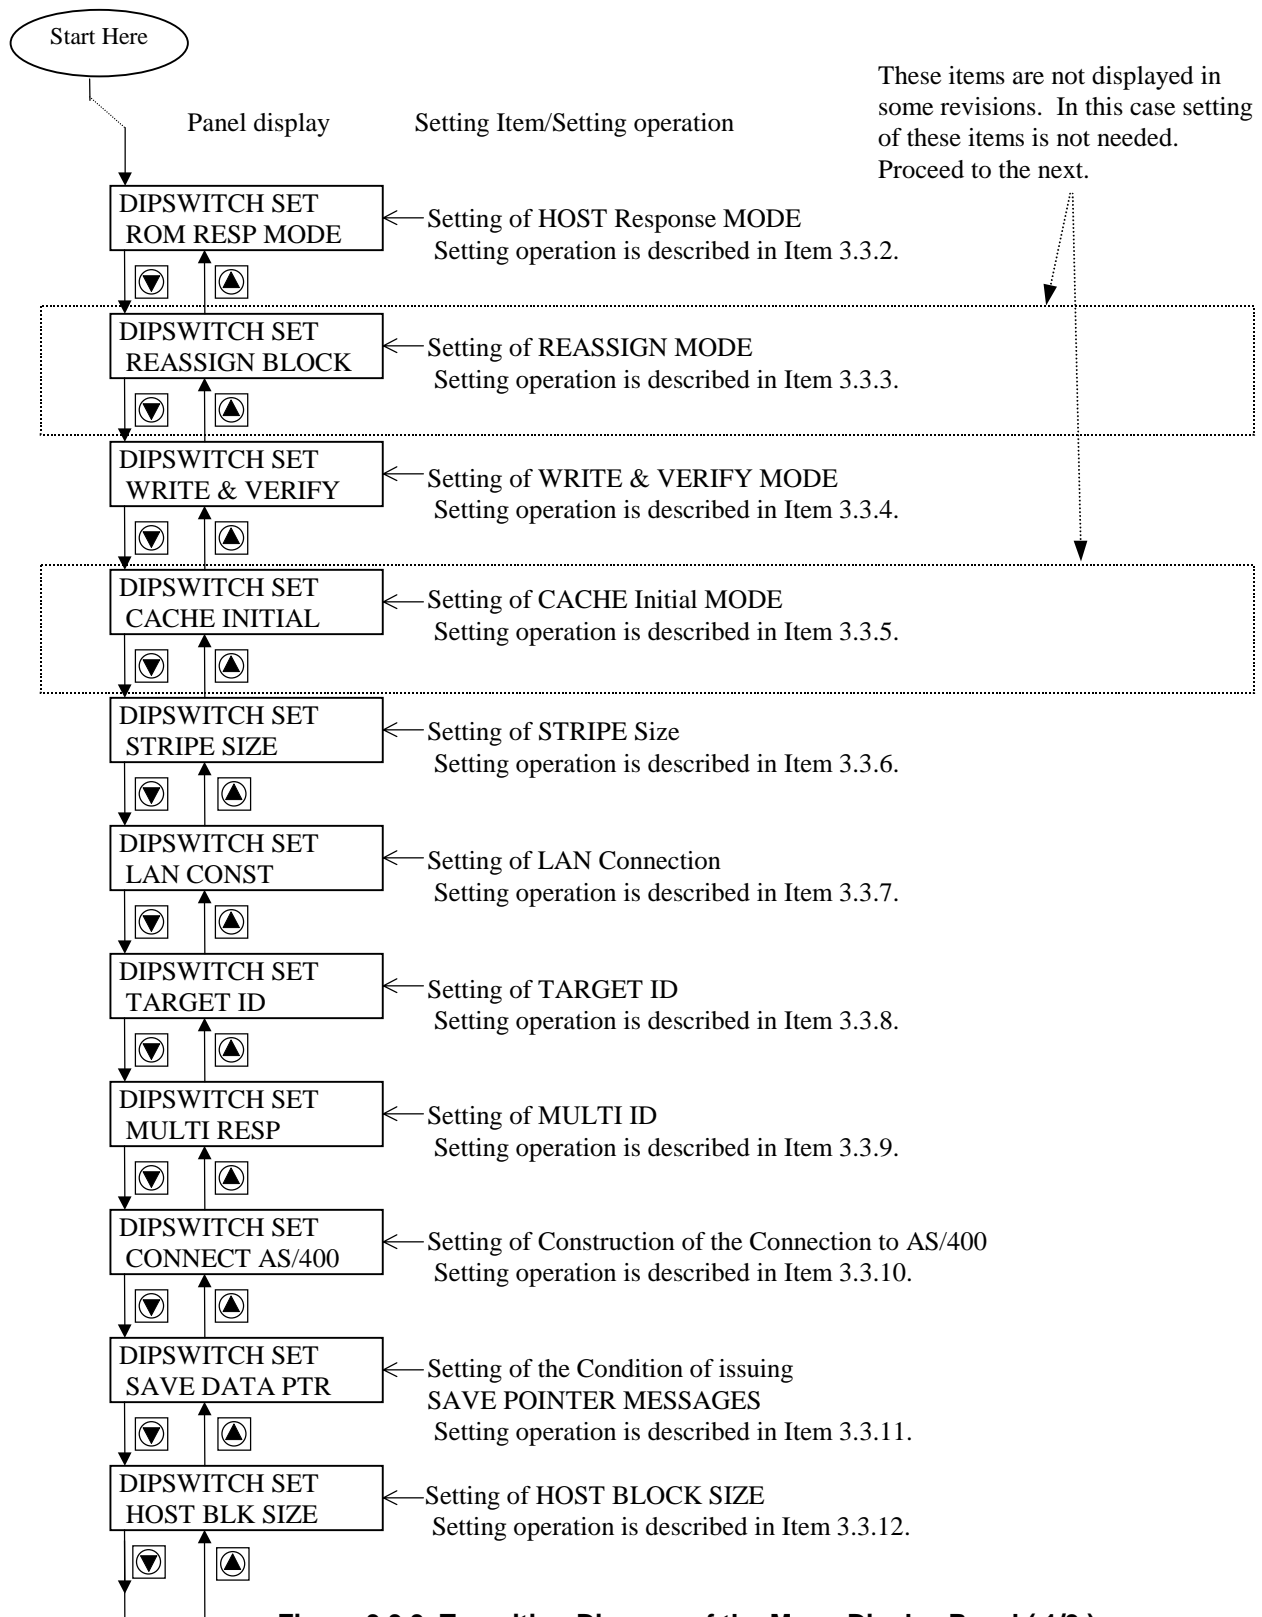 Start Here
These items are not displayed in
some revisions. In this case setting
of these items is not needed.
Proceed to the next.
Panel display
Setting Item/Setting operation
DIPSWITCH SET
ROM RESP MODE
Setting of HOST Response MODE
Setting operation is described in Item 3.3.2.
DIPSWITCH SET
REASSIGN BLOCK
Setting of REASSIGN MODE
Setting operation is described in Item 3.3.3.
DIPSWITCH SET
WRITE & VERIFY
Setting of WRITE & VERIFY MODE
Setting operation is described in Item 3.3.4.
DIPSWITCH SET
CACHE INITIAL
Setting of CACHE Initial MODE
Setting operation is described in Item 3.3.5.
DIPSWITCH SET
STRIPE SIZE
Setting of STRIPE Size
Setting operation is described in Item 3.3.6.
DIPSWITCH SET
LAN CONST
Setting of LAN Connection
Setting operation is described in Item 3.3.7.
DIPSWITCH SET
TARGET ID
Setting of TARGET ID
Setting operation is described in Item 3.3.8.
DIPSWITCH SET
MULTI RESP
Setting of MULTI ID
Setting operation is described in Item 3.3.9.
DIPSWITCH SET
CONNECT AS/400
Setting of Construction of the Connection to AS/400
Setting operation is described in Item 3.3.10.
DIPSWITCH SET
SAVE DATA PTR
Setting of the Condition of issuing
SAVE POINTER MESSAGES
Setting operation is described in Item 3.3.11.
DIPSWITCH SET
HOST BLK SIZE
Setting of HOST BLOCK SIZE
Setting operation is described in Item 3.3.12.